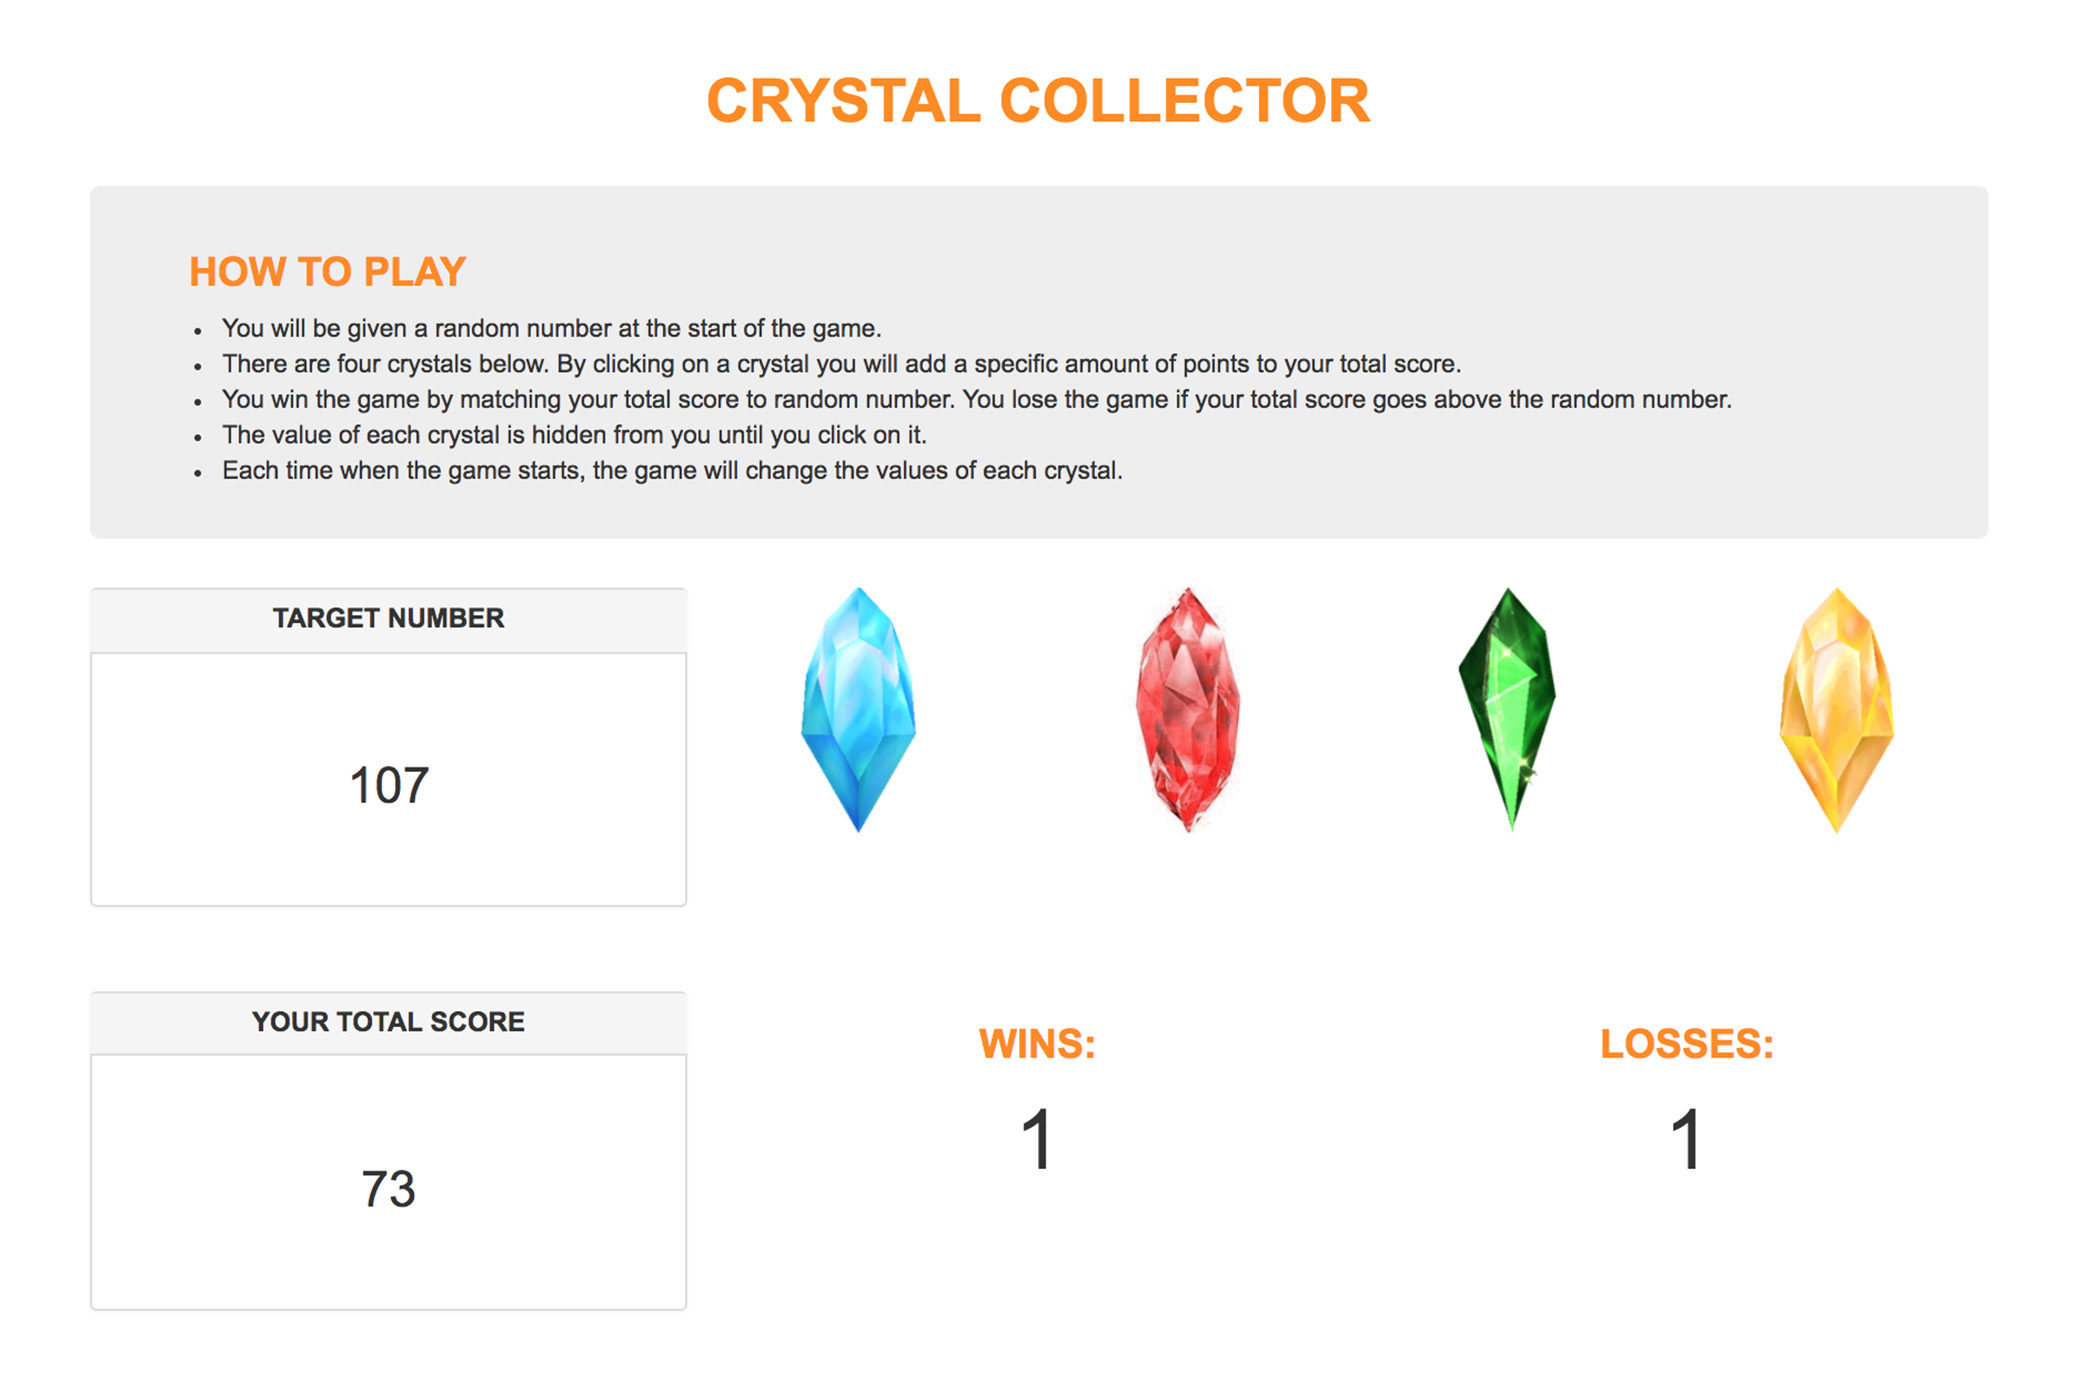 CRYSTAL COLLECTOR
HOW TO PLAY
• You will be given a random number at the start of the game.
• There are four crystals below. By clicking on a crystal you will add a specific amount of points to your total score.
• You win the game by matching your total score to random number. You lose the game if your total score goes above the random number.
• The value of each crystal is hidden from you until you click on it.
• Each time when the game starts, the game will change the values of each crystal.
TARGET NUMBER
107
YOUR TOTAL SCORE
73
WINS:
1
LOSSES:
1